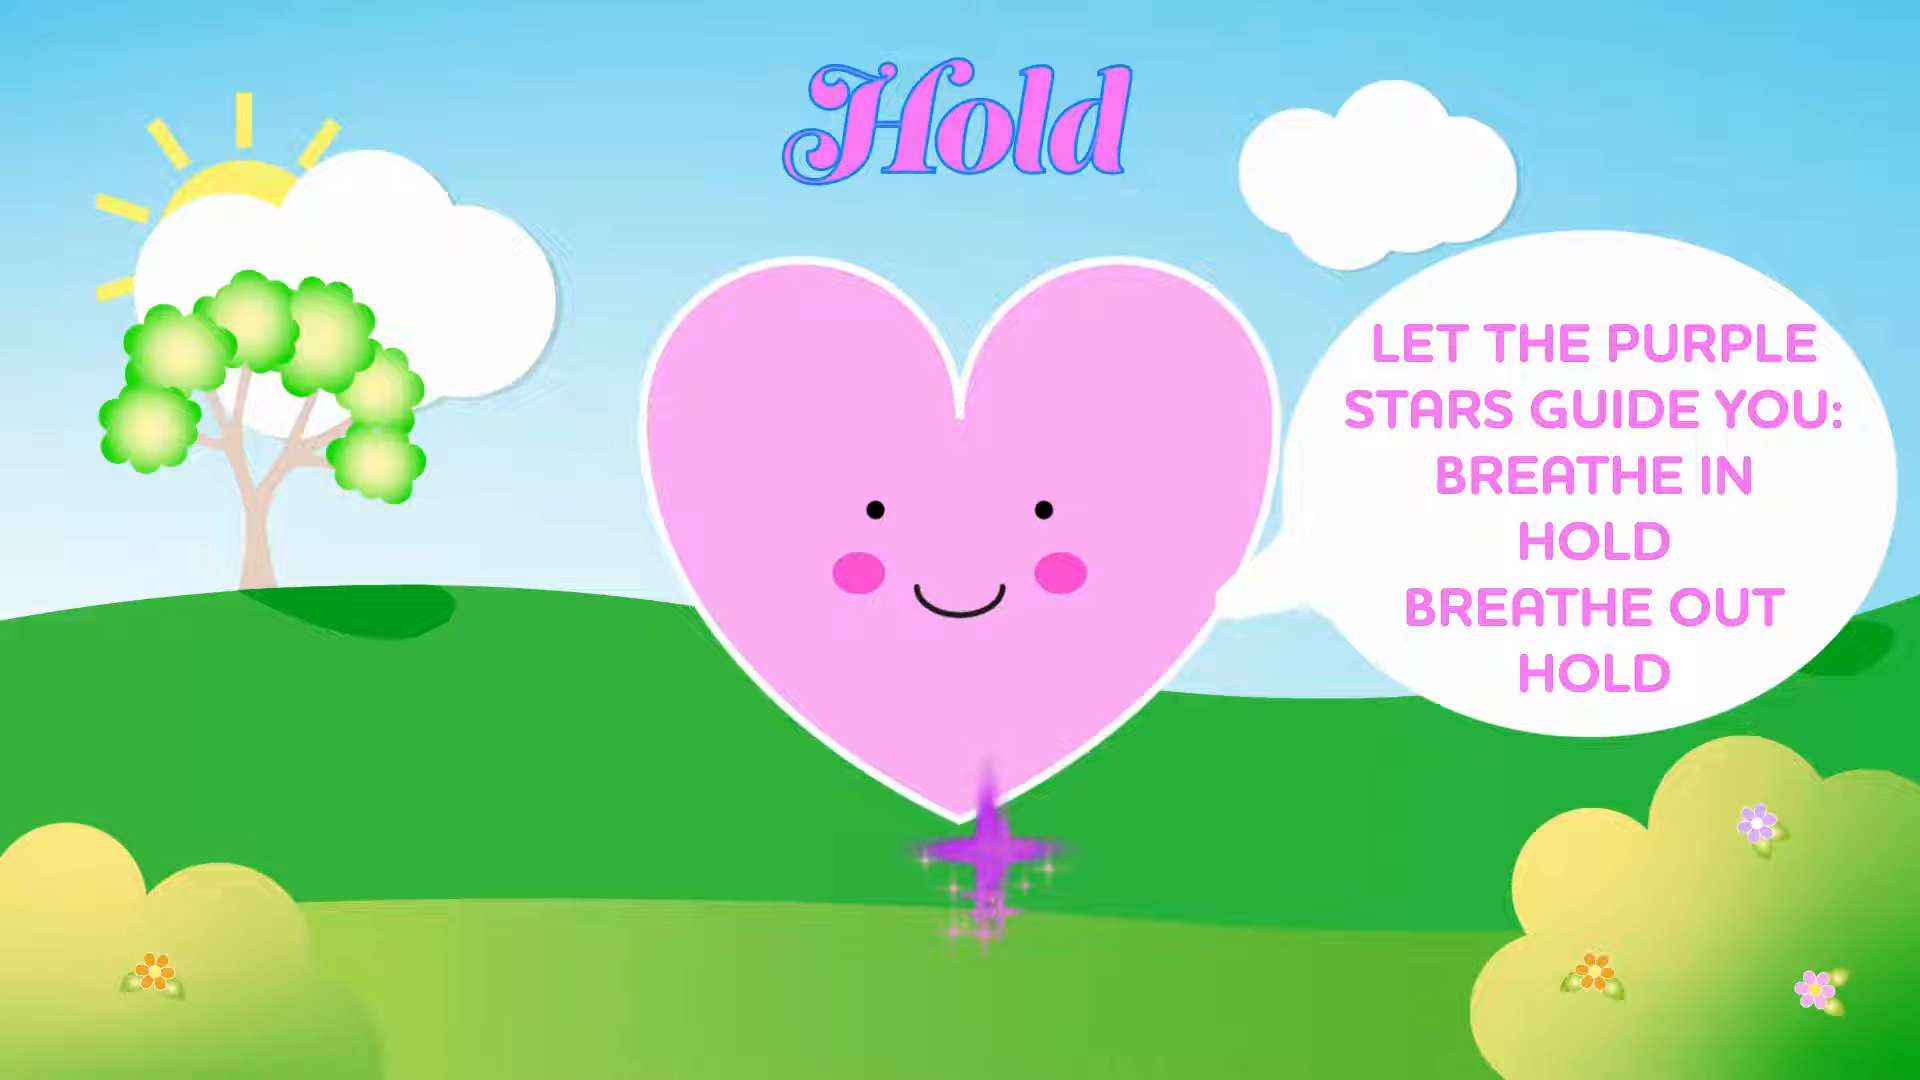 Hold
LET THE PURPLE
STARS GUIDE YOU:
BREATHE IN
HOLD
BREATHE OUT
HOLD